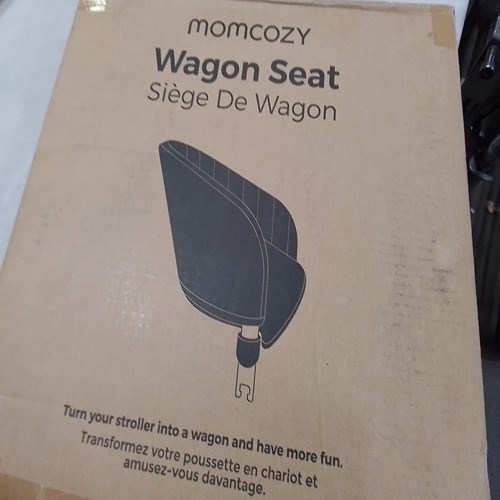 momcozy
Wagon Seat
Siège De Wagon
Turn your stroller into a wagon and have more fun.
Transformez votre poussette en chariot et
amusez-vous davantage.